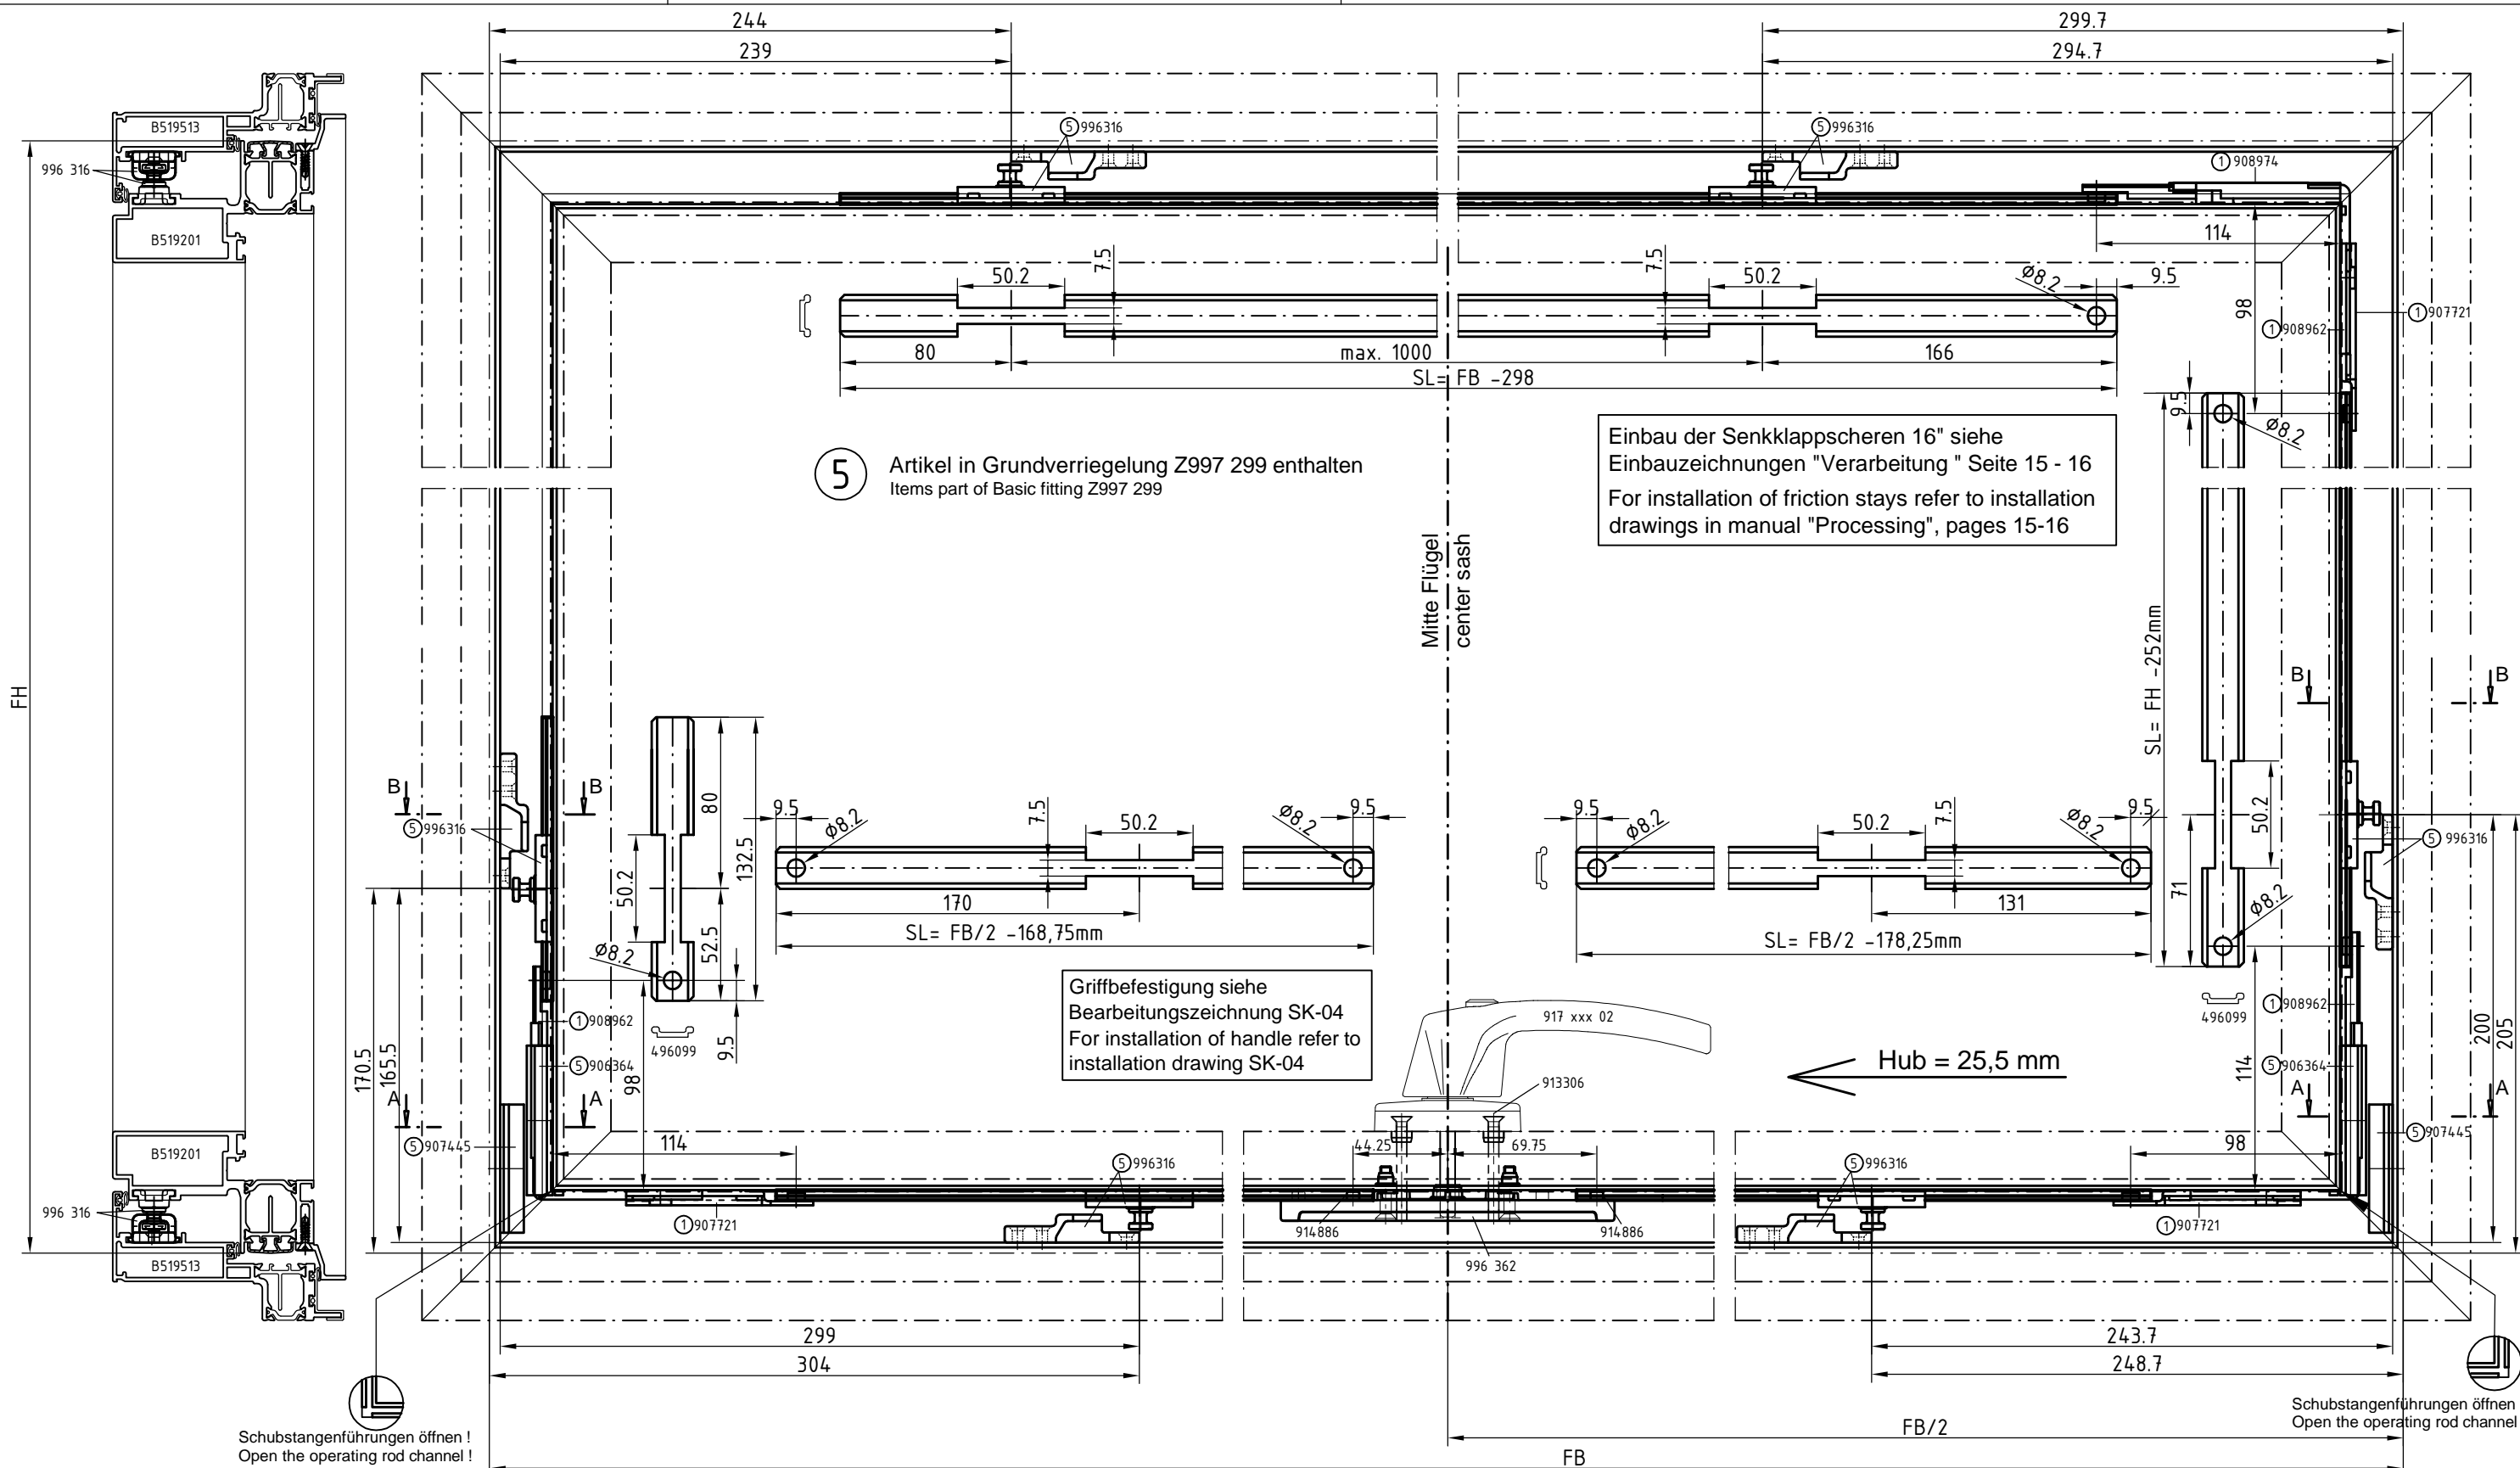 244
299.7
239
294.7
B519513
⑤ 996316
⑤ 996316
① 908974
996 316
B519201
114
50.2
7.5
7.5
50.2
Ø8.2
9.5
98
① 907721
① 908962
80
max. 1000
166
SL= FB -298
9.5
Ø8.2
⑤ Artikel in Grundverriegelung Z997 299 enthalten
Items part of Basic fitting Z997 299
Einbau der Senkklappscheren 16" siehe
Einbauzeichnungen "Verarbeitung " Seite 15 - 16
For installation of friction stays refer to installation
drawings in manual "Processing", pages 15-16
Mitte Flügel
center sash
FH
SL= FH -252mm
B
B
B
B
⑤ 996316
80
132.5
50.2
52.5
Ø8.2
9.5
Ø8.2
7.5
50.2
Ø8.2
9.5
170
SL= FB/2 -168,75mm
9.5
Ø8.2
50.2
7.5
Ø8.2
9.5
131
SL= FB/2 -178,25mm
50.2
71
Ø8.2
⑤ 996316
Griffbefestigung siehe
Bearbeitungszeichnung SK-04
For installation of handle refer to
installation drawing SK-04
917 xxx 02
① 908962
496099
9.5
⑤ 906364
98
170.5
165.5
A
A
913306
Hub = 25,5 mm
496099
① 908962
⑤ 906364
114
200
205
A
A
⑤ 907445
114
44.25
69.75
98
⑤ 907445
B519201
⑤ 996316
⑤ 996316
996 316
① 907721
914886
914886
① 907721
996 362
B519513
299
243.7
304
248.7
Schubstangenführungen öffnen !
Open the operating rod channel !
Schubstangenführungen öffnen
Open the operating rod channel
FB/2
FB